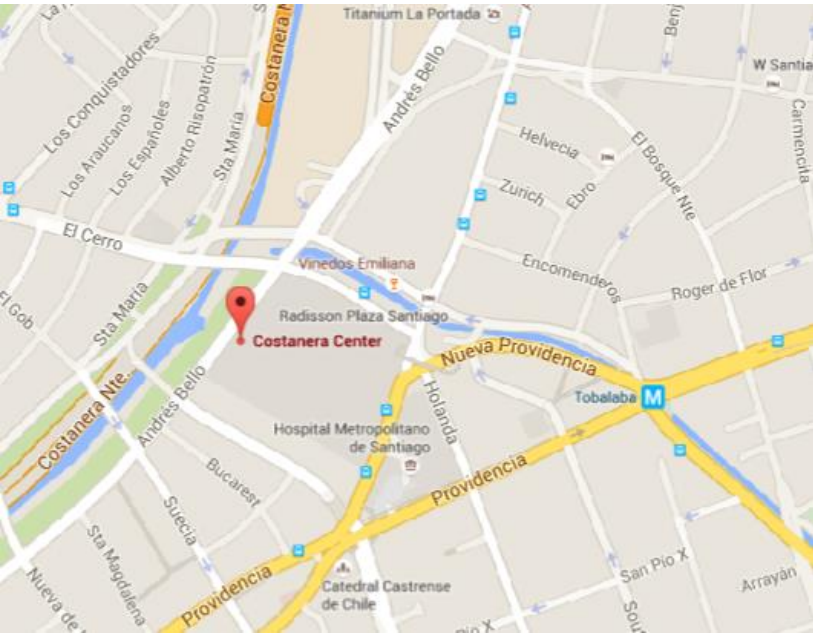 Titanium La Portada
Costanera N
Andrés Bello
W Santia
Carmencita
Los Conquistadores
Los Araucanos
Los Españoles
Alberto Risopatrón
Sta María
Helvecia
El Bosque Nte
Zurich
Ebro
El Cerro
Vinedos Emiliana
Encomenderos
Roger de Flor
El Gob
Sta María
Radisson Plaza Santiago
Costanera Center
Nueva Providencia
Tobalaba
M
Costanera Nte.
Andrés Bello
Holanda
Hospital Metropolitano
de Santiago
Bucarest
Providencia
Suecia
Sta Magdalena
San Pío X
Arrayán
Providencia
Catedral Castrense
de Chile
Nueva de